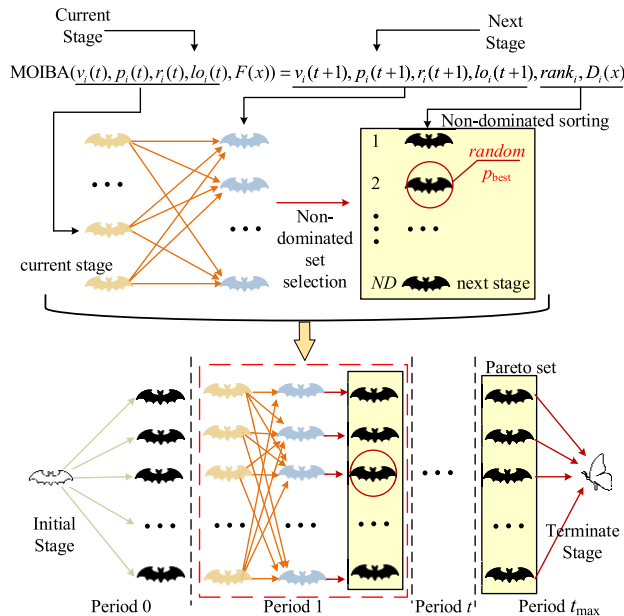 Current Stage
Next Stage
MOIBA(v_i(t), p_i(t), r_i(t), lo_i(t), F(x)) = v_i(t+1), p_i(t+1), r_i(t+1), lo_i(t+1), rank_i, D_i(x)
Non-dominated sorting
1
random
2
p_best
Non-
dominated
set
selection
current stage
ND
next stage
Pareto set
Initial
Stage
Terminate
Stage
Period 0
Period 1
Period t
Period t_max